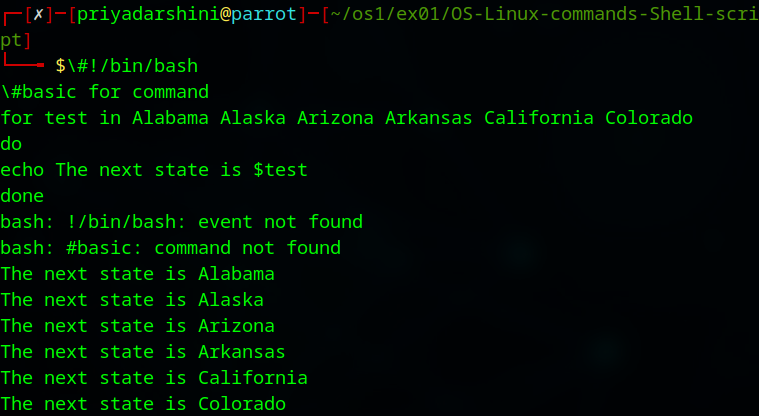 ┌─[✗]─[priyadarshini@parrot]─[~/os1/ex01/OS-Linux-commands-Shell-scri
pt]
└──╼ $\#!/bin/bash
\#basic for command
for test in Alabama Alaska Arizona Arkansas California Colorado
do
echo The next state is $test
done
bash: !/bin/bash: event not found
bash: #basic: command not found
The next state is Alabama
The next state is Alaska
The next state is Arizona
The next state is Arkansas
The next state is California
The next state is Colorado